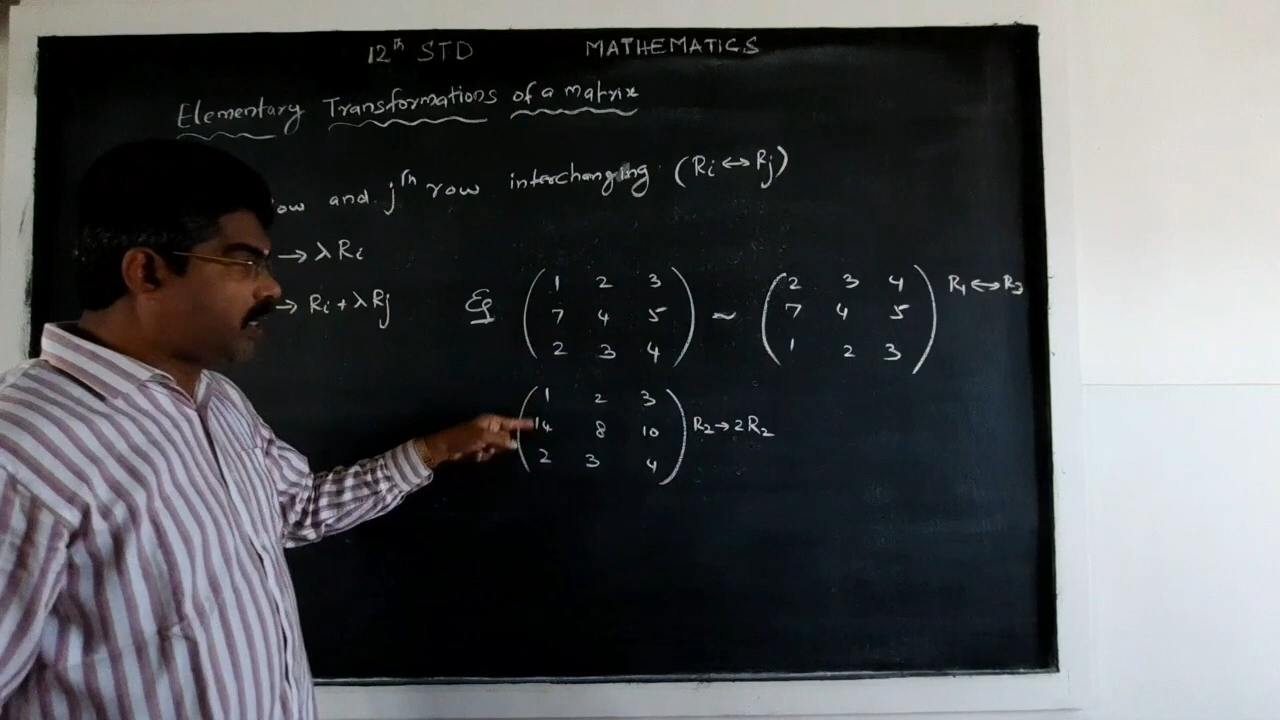 12th STD MATHEMATICS
Elementary Transformations of a matrix
row and jth row interchanging (Ri ↔ Rj)
→ λRi
→ Ri + λRj
Eg ( 1 2 3 ) ~ ( 2 3 4 ) R1 ↔ R3
7 4 5 7 4 5
2 3 4 1 2 3
( 1 2 3 )
14 8 10 R2 → 2R2
2 3 4